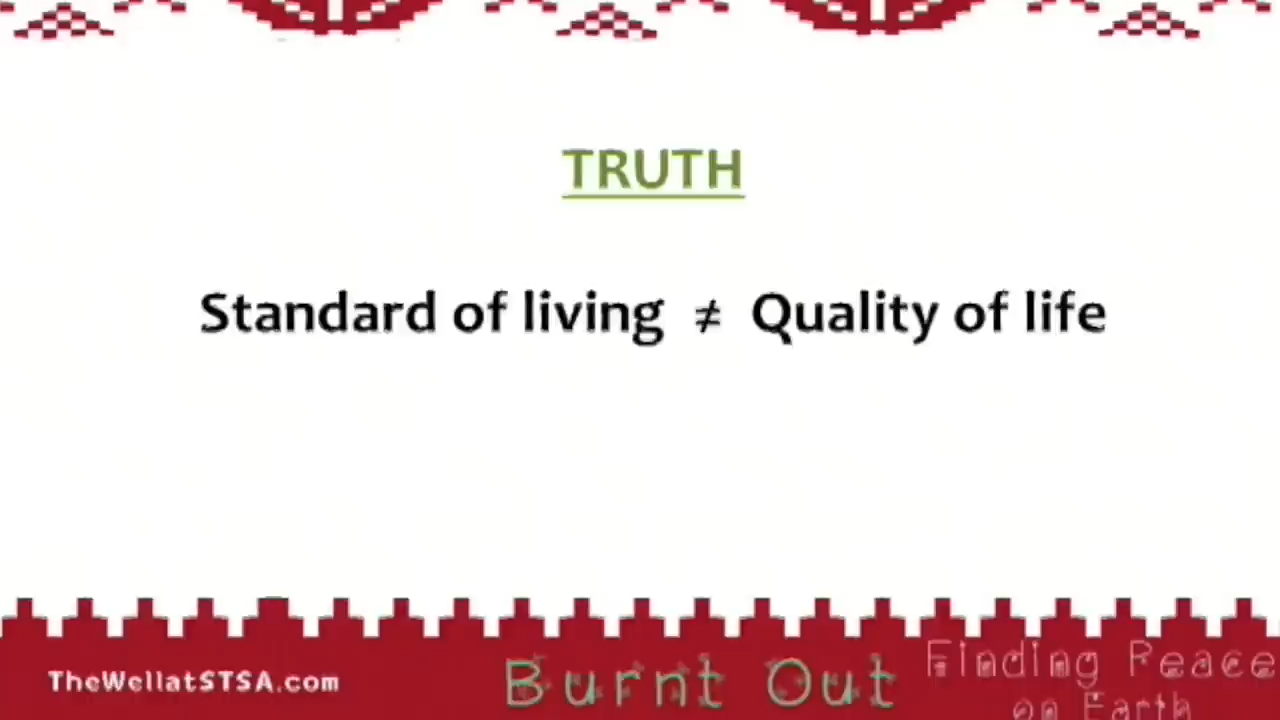 TRUTH
Standard of living ≠ Quality of life
TheWellatSTSA.com
Burnt Out
Finding Peace
on Earth